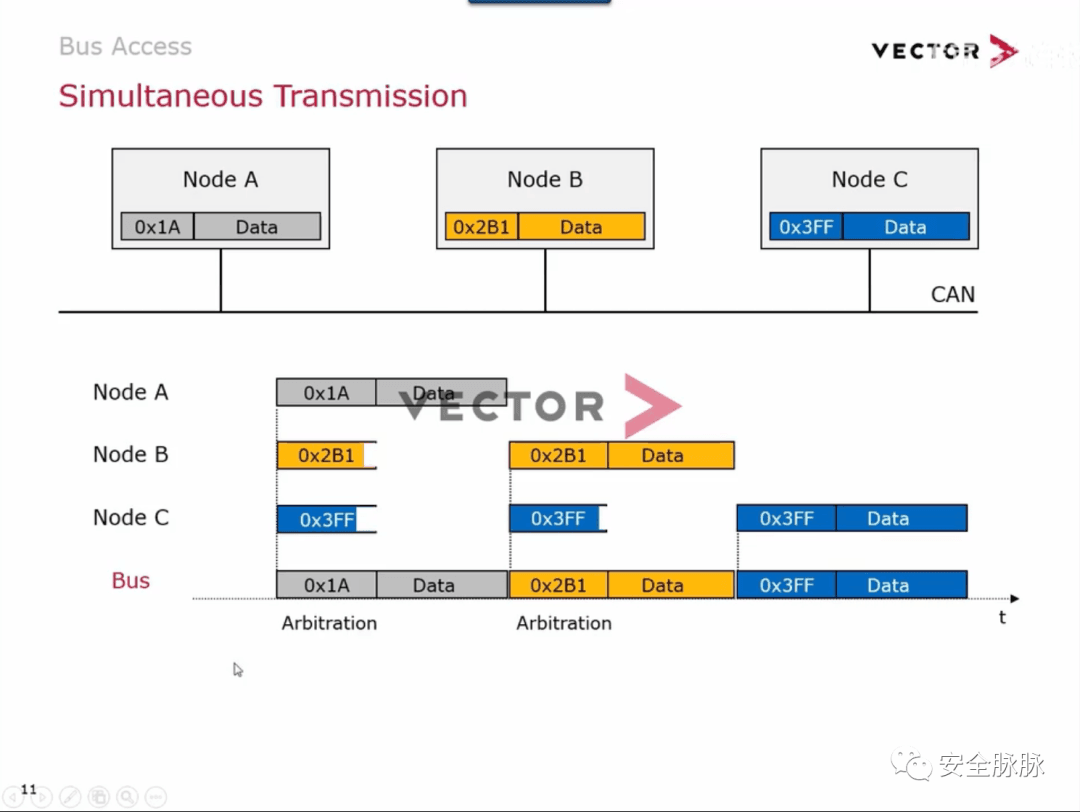 Bus Access
VECTOR
Simultaneous Transmission
Node A
0x1A Data
Node B
0x2B1 Data
Node C
0x3FF Data
CAN
Node A 0x1A Data
VECTOR
Node B 0x2B1 0x2B1 Data
Node C 0x3FF 0x3FF 0x3FF Data
Bus 0x1A Data 0x2B1 Data 0x3FF Data
Arbitration Arbitration t
安全脉脉
11